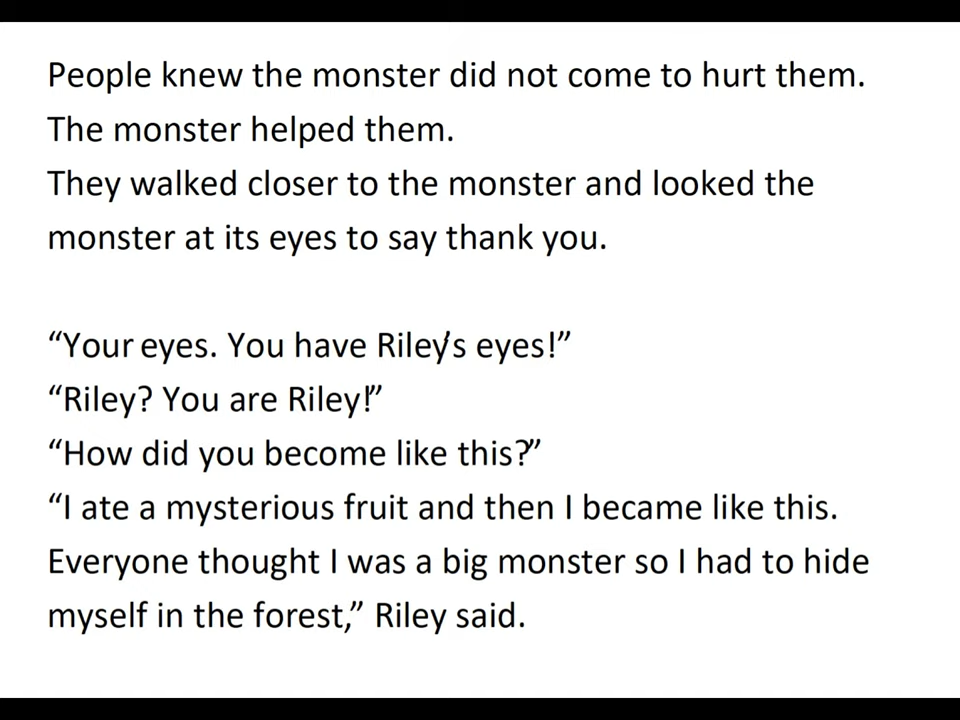 People knew the monster did not come to hurt them.
The monster helped them.
They walked closer to the monster and looked the
monster at its eyes to say thank you.
“Your eyes. You have Riley’s eyes!”
“Riley? You are Riley!”
“How did you become like this?”
“I ate a mysterious fruit and then I became like this.
Everyone thought I was a big monster so I had to hide
myself in the forest,” Riley said.